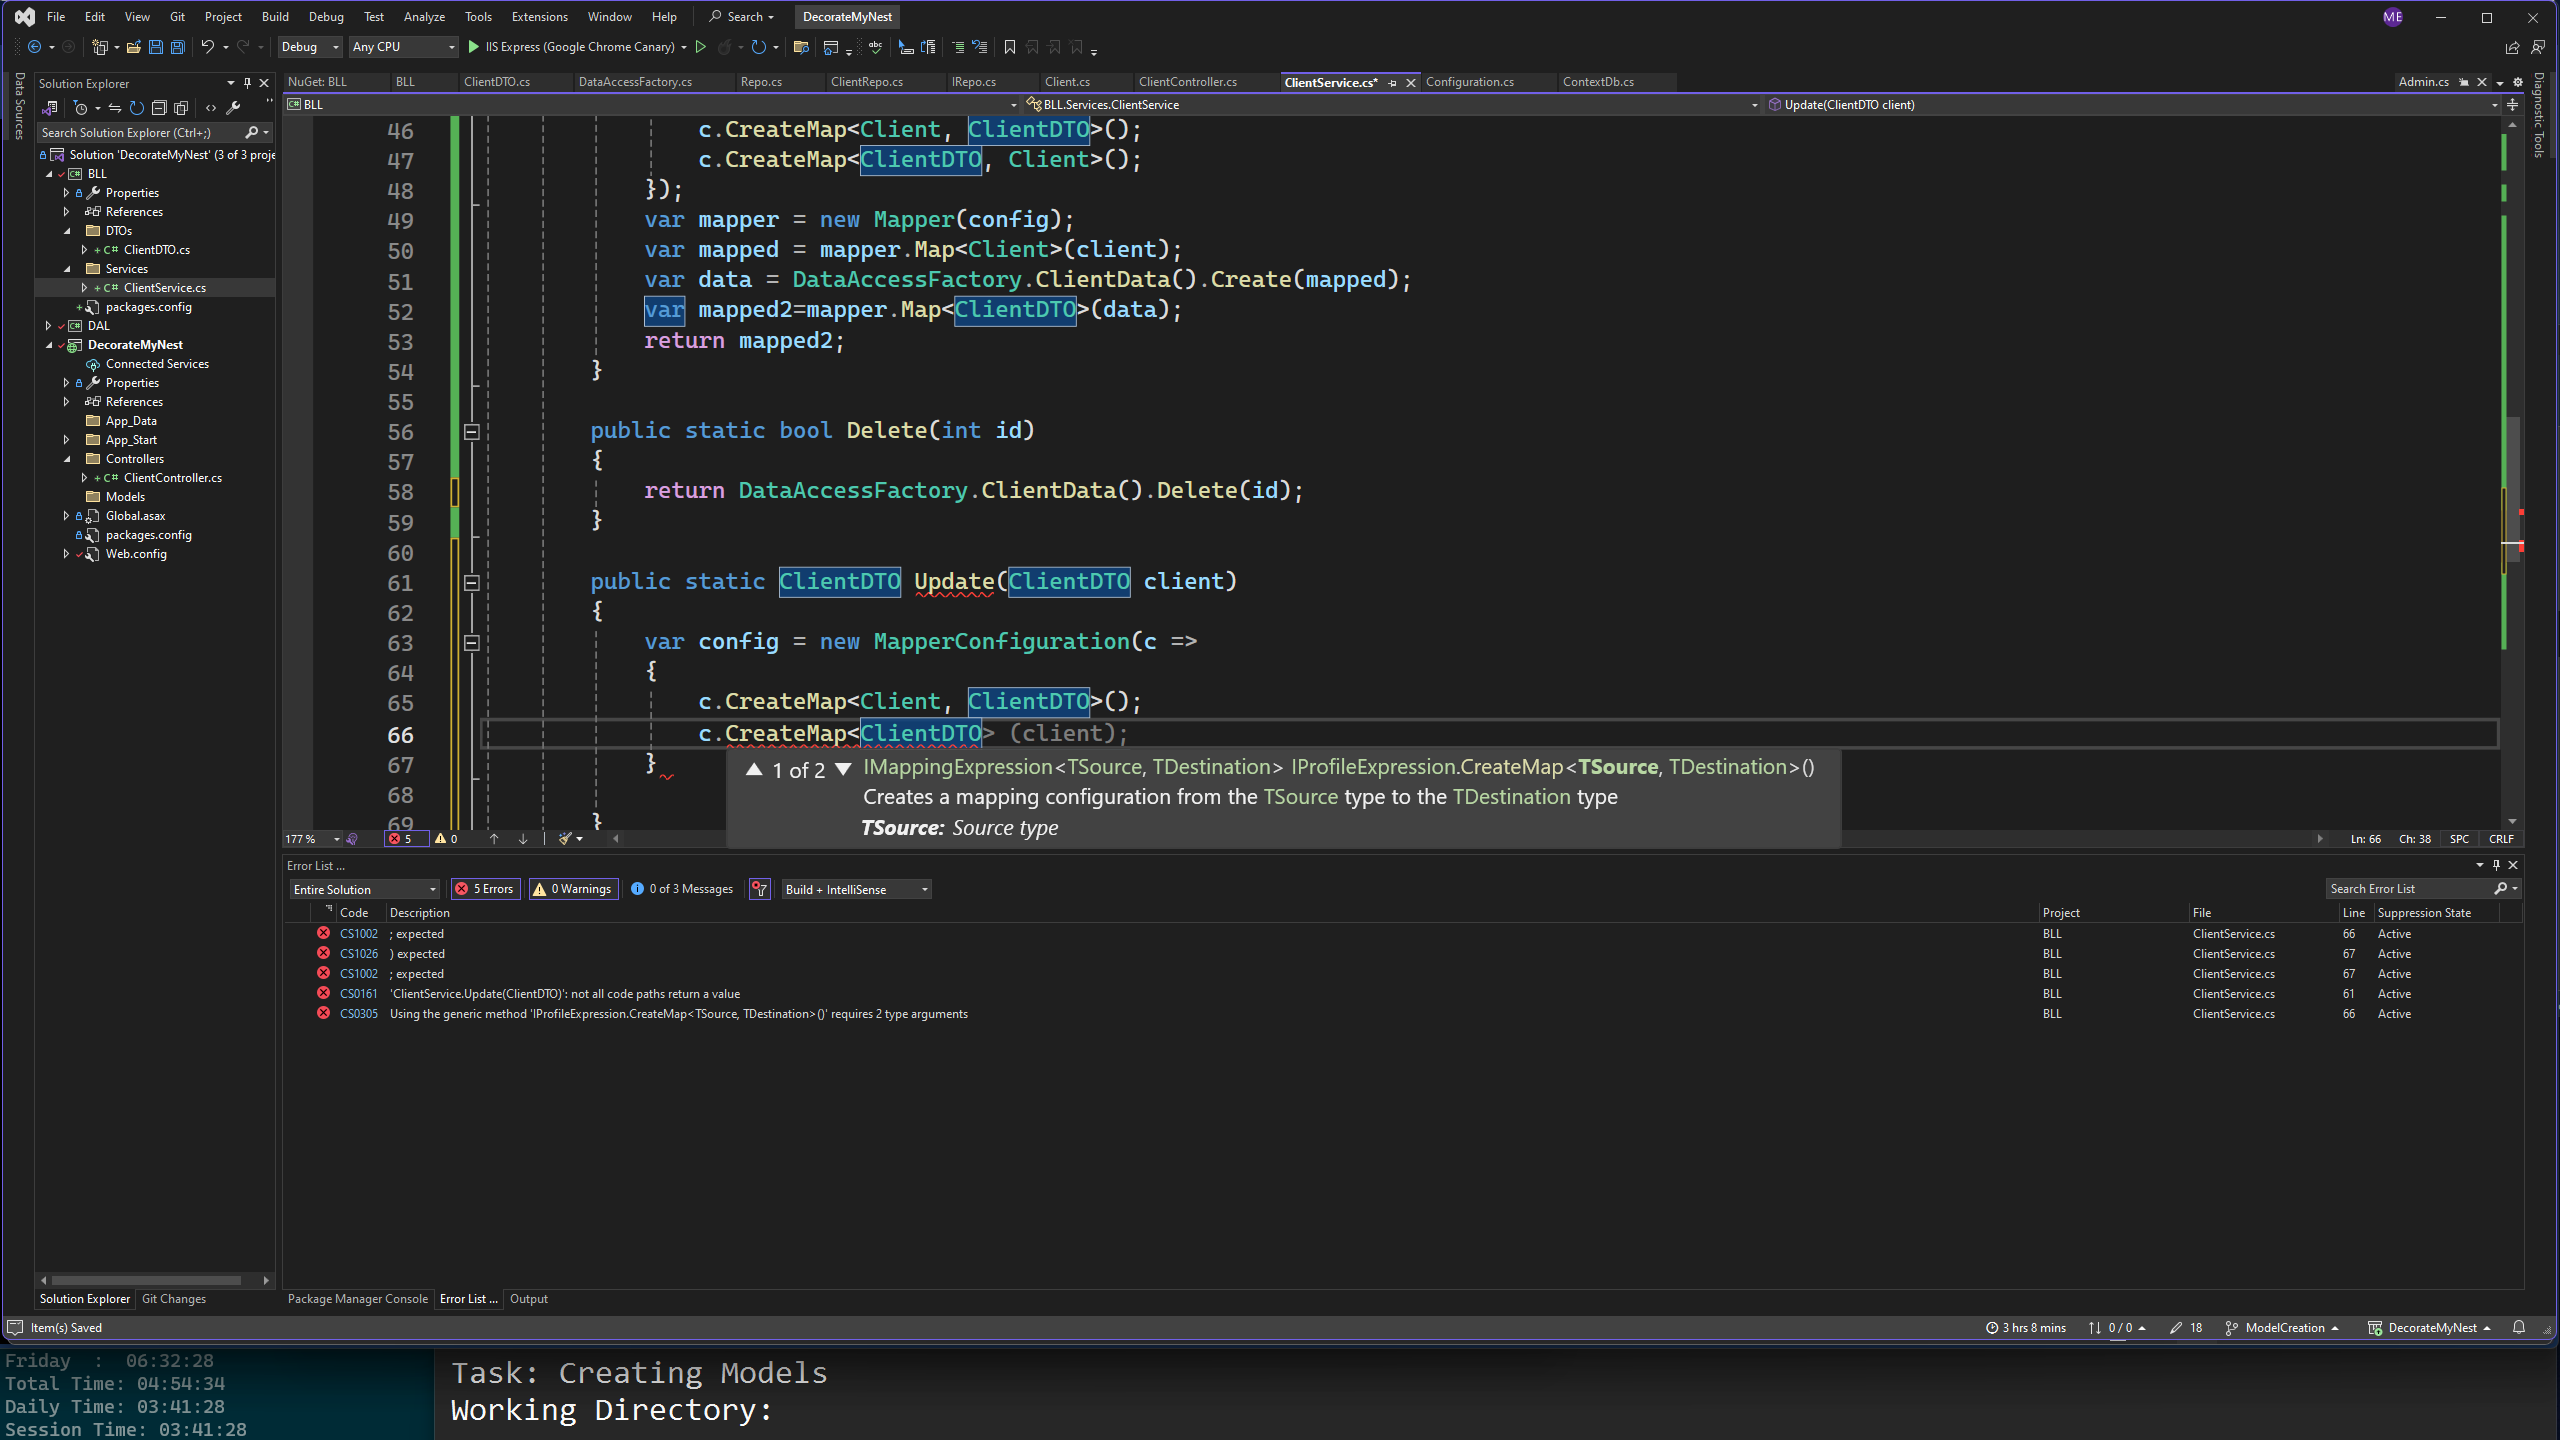 File Edit View Git Project Build Debug Test Analyze Tools Extensions Window Help Search DecorateMyNest ME
Debug Any CPU IIS Express (Google Chrome Canary)
Data Sources
Solution Explorer
Search Solution Explorer (Ctrl+;)
Solution 'DecorateMyNest' (3 of 3 proje
BLL
Properties
References
DTOs
C# ClientDTO.cs
Services
C# ClientService.cs
packages.config
DAL
DecorateMyNest
Connected Services
Properties
References
App_Data
App_Start
Controllers
C# ClientController.cs
Models
Global.asax
packages.config
Web.config
Solution Explorer Git Changes
NuGet: BLL BLL ClientDTO.cs DataAccessFactory.cs Repo.cs ClientRepo.cs IRepo.cs Client.cs ClientController.cs ClientService.cs* Configuration.cs ContextDb.cs Admin.cs
BLL BLL.Services.ClientService Update(ClientDTO client)
Diagnostic Tools
46 c.CreateMap<Client, ClientDTO>();
47 c.CreateMap<ClientDTO, Client>();
48 });
49 var mapper = new Mapper(config);
50 var mapped = mapper.Map<Client>(client);
51 var data = DataAccessFactory.ClientData().Create(mapped);
52 var mapped2=mapper.Map<ClientDTO>(data);
53 return mapped2;
54 }
55
56 public static bool Delete(int id)
57 {
58 return DataAccessFactory.ClientData().Delete(id);
59 }
60
61 public static ClientDTO Update(ClientDTO client)
62 {
63 var config = new MapperConfiguration(c =>
64 {
65 c.CreateMap<Client, ClientDTO>();
66 c.CreateMap<ClientDTO> (client);
67 }
68
69 }
1 of 2 IMappingExpression<TSource, TDestination> IProfileExpression.CreateMap<TSource, TDestination>()
Creates a mapping configuration from the TSource type to the TDestination type
TSource: Source type
177 % 5 0 Ln: 66 Ch: 38 SPC CRLF
Error List ...
Entire Solution 5 Errors 0 Warnings 0 of 3 Messages Build + IntelliSense Search Error List
Code Description Project File Line Suppression State
CS1002 ; expected BLL ClientService.cs 66 Active
CS1026 ) expected BLL ClientService.cs 67 Active
CS1002 ; expected BLL ClientService.cs 67 Active
CS0161 'ClientService.Update(ClientDTO)': not all code paths return a value BLL ClientService.cs 61 Active
CS0305 Using the generic method 'IProfileExpression.CreateMap<TSource, TDestination>()' requires 2 type arguments BLL ClientService.cs 66 Active
Package Manager Console Error List ... Output
Item(s) Saved 3 hrs 8 mins 0 / 0 18 ModelCreation DecorateMyNest
Friday : 06:32:28
Total Time: 04:54:34
Daily Time: 03:41:28
Session Time: 03:41:28
Task: Creating Models
Working Directory: